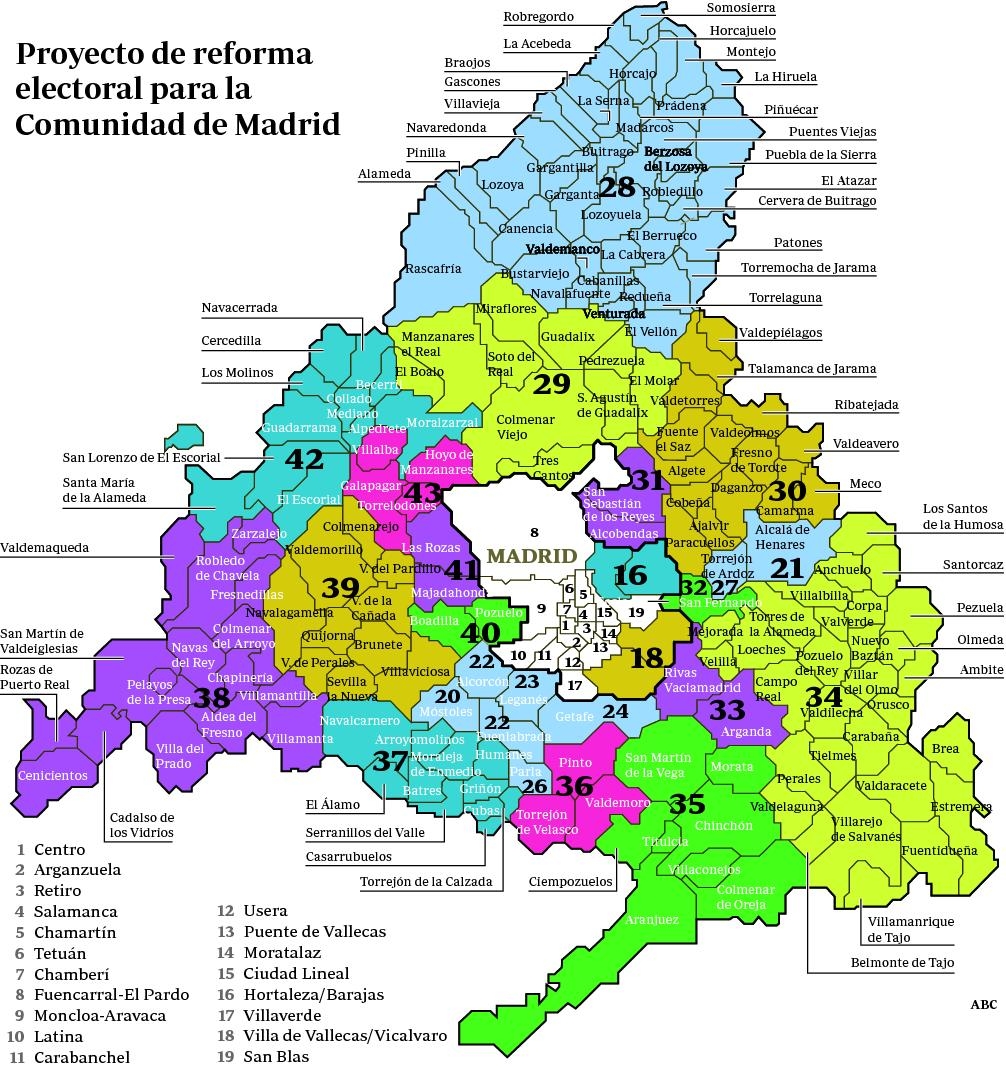 Proyecto de reforma
electoral para la
Comunidad de Madrid
Somosierra
Robregordo
Horcajuelo
La Acebeda
Montejo
Braojos
Horcajo
La Hiruela
Gascones
La Serna
Prádena
Villavieja
Piñuécar
Navaredonda
Madarcos
Puentes Viejas
Pinilla
Buitrago
Berzosa
del Lozoya
Puebla de la Sierra
Alameda
Gargantilla
El Atazar
Lozoya
28
Robledillo
Garganta
Cervera de Buitrago
Lozoyuela
Canencia
El Berrueco
Patones
Valdemanco
La Cabrera
Rascafría
Bustarviejo
Cabanillas
Torremocha de Jarama
Navalafuente
Redueña
Torrelaguna
Navacerrada
Miraflores
Venturada
Cercedilla
Manzanares
el Real
Guadalix
El Vellón
Valdepiélagos
Los Molinos
Becerril
El Boalo
Soto del
Real
Pedrezuela
Talamanca de Jarama
Collado
Mediano
29
El Molar
Guadarrama
Alpedrete
Moralzarzal
Colmenar
Viejo
S. Agustín
de Guadalix
Valdetorres
Ribatejada
San Lorenzo de El Escorial
42
Villalba
Hoyo de
Manzanares
Tres
Cantos
Fuente
el Saz
Valdeolmos
Valdeavero
Santa María
de la Alameda
El Escorial
Galapagar
43
Torrelodones
31
Algete
Fresno
de Torote
Meco
San
Sebastián
de los Reyes
Cobeña
Daganzo
30
Camarma
Los Santos
de la Humosa
Valdemaqueda
Zarzalejo
Colmenarejo
Alcobendas
Ajalvir
Alcalá de
Henares
Robledo
de Chavela
Valdemorillo
Las Rozas
8
MADRID
Paracuellos
Santorcaz
Fresnedillas
V. del Pardillo
41
16
Torrejón
de Ardoz
21
Anchuelo
39
Majadahonda
6
5
32
27
Navalagamella
V. de la
Cañada
Boadilla
Pozuelo
9
7
4
15
19
San Fernando
Villalbilla
Corpa
Pezuela
San Martín de
Valdeiglesias
Colmenar
del Arroyo
Quijorna
Brunete
40
1
3
14
Mejorada
Torres de
la Alameda
Valverde
Olmeda
Rozas de
Puerto Real
Navas
del Rey
2
13
Loeches
Nuevo
Baztán
Chapinería
V. de Perales
Villaviciosa
22
10
11
12
18
Velilla
Pozuelo
del Rey
Ambite
Pelayos
de la Presa
38
Villamantilla
Sevilla
la Nueva
Alcorcón
23
17
Rivas
Vaciamadrid
Campo
Real
34
Villar
del Olmo
Aldea del
Fresno
20
Móstoles
Leganés
33
Orusco
Navalcarnero
22
Getafe
24
Valdilecha
Villa del
Prado
Villamanta
Arroyomolinos
Fuenlabrada
Arganda
Carabaña
Brea
37
Moraleja
de Enmedio
Humanes
Pinto
San Martín
de la Vega
Morata
Tielmes
Cenicientos
Parla
36
Perales
Valdaracete
Batres
Griñón
26
35
Valdelaguna
Estremera
El Álamo
Cubas
Valdemoro
Chinchón
Cadalso de
los Vidrios
Serranillos del Valle
Torrejón
de Velasco
Titulcia
Villarejo
de Salvanés
Fuentidueña
Casarrubuelos
Villaconejos
Torrejón de la Calzada
Ciempozuelos
Colmenar
de Oreja
Aranjuez
Villamanrique
de Tajo
Belmonte de Tajo
1 Centro
2 Arganzuela
3 Retiro
4 Salamanca
5 Chamartín
6 Tetuán
7 Chamberí
8 Fuencarral-El Pardo
9 Moncloa-Aravaca
10 Latina
11 Carabanchel
12 Usera
13 Puente de Vallecas
14 Moratalaz
15 Ciudad Lineal
16 Hortaleza/Barajas
17 Villaverde
18 Villa de Vallecas/Vicalvaro
19 San Blas
ABC